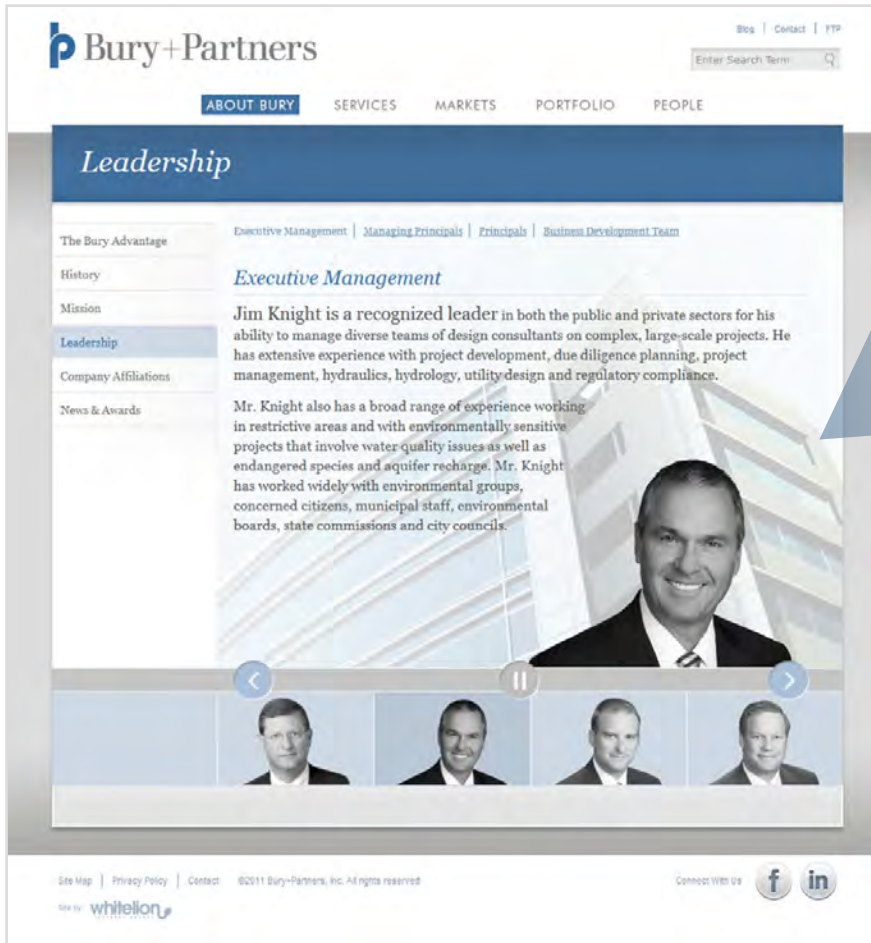 Blog | Contact | FTP
bp Bury+Partners
Enter Search Term
ABOUT BURY SERVICES MARKETS PORTFOLIO PEOPLE
Leadership
The Bury Advantage
History
Mission
Leadership
Company Affiliations
News & Awards
Executive Management | Managing Principals | Principals | Business Development Team
Executive Management
Jim Knight is a recognized leader in both the public and private sectors for his
ability to manage diverse teams of design consultants on complex, large-scale projects. He
has extensive experience with project development, due diligence planning, project
management, hydraulics, hydrology, utility design and regulatory compliance.
Mr. Knight also has a broad range of experience working
in restrictive areas and with environmentally sensitive
projects that involve water quality issues as well as
endangered species and aquifer recharge. Mr. Knight
has worked widely with environmental groups,
concerned citizens, municipal staff, environmental
boards, state commissions and city councils.
Site Map | Privacy Policy | Contact ©2011 Bury+Partners, Inc. All rights reserved
Connect With Us f in
Site by whitelion